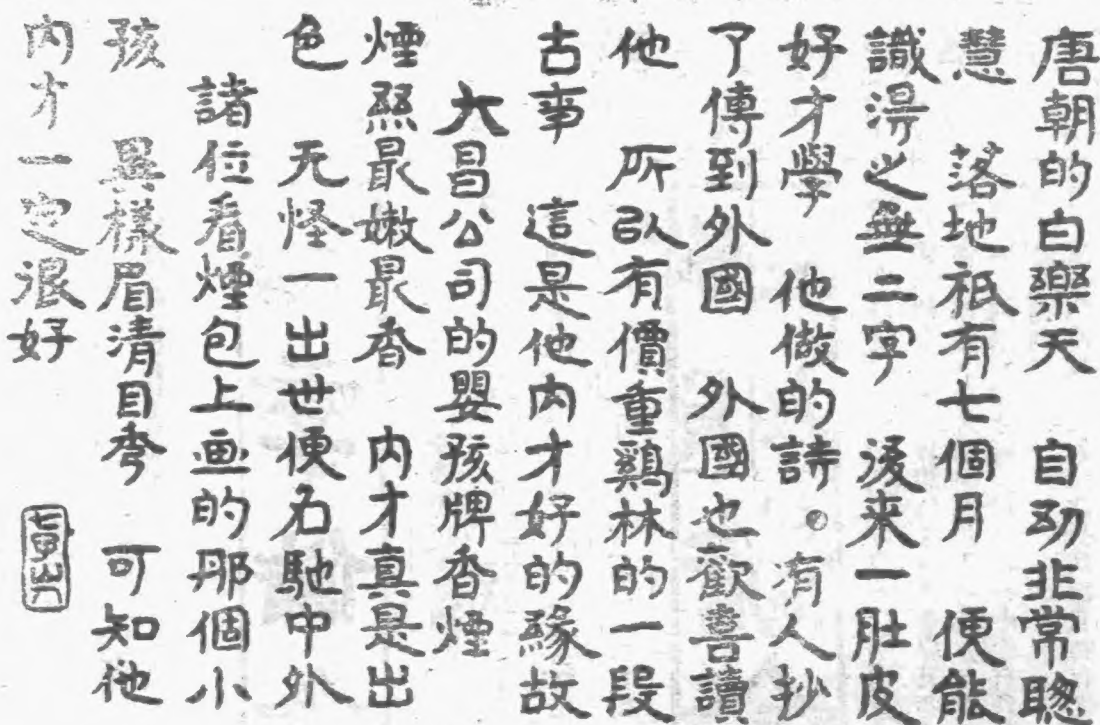 唐朝的白樂天　自幼非常聰
慧　落地祇有七個月　便能
識得之無二字　後来一肚皮
好才學　他做的詩。有人抄
了傳到外國　外國也歡喜讀
他　所以有價重鷄林的一段
古事　這是他內才好的緣故
大昌公司的嬰孩牌香煙
煙絲最嫩最香　內才真是出
色　无怪一出世便名馳中外
諸位看煙包上画的那個小
孩　異樣眉清目秀　可知他
內才一定很好